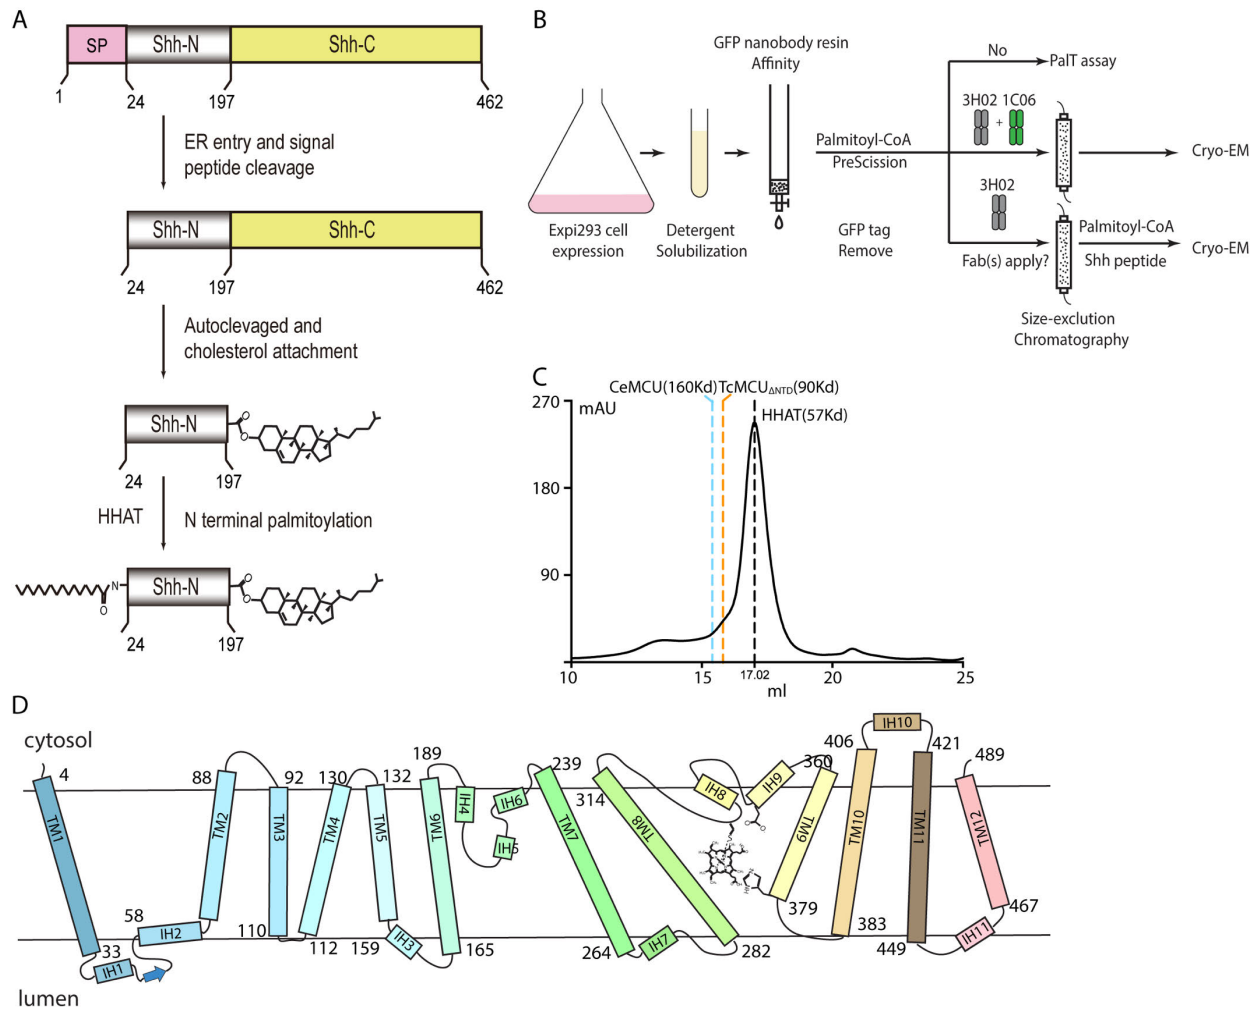 A
SP
Shh-N
Shh-C
1
24
197
462
ER entry and signal
peptide cleavage
Shh-N
Shh-C
24
197
462
Autoclevaged and
cholesterol attachment
Shh-N
O
O
24
197
HHAT
N terminal palmitoylation
N
O
Shh-N
O
O
24
197
B
GFP nanobody resin
Affinity
Expi293 cell
expression
Detergent
Solubilization
Palmitoyl-CoA
PreScission
GFP tag
Remove
No
PalT assay
3H02
+
1C06
Cryo-EM
3H02
Fab(s) apply?
Palmitoyl-CoA
Shh peptide
Cryo-EM
Size-exclution
Chromatography
C
CeMCU(160Kd)
TcMCUΔNTD(90Kd)
HHAT(57Kd)
mAU
270
180
90
10
15
17.02
20
25
ml
D
cytosol
lumen
4
TM1
33
IH1
58
IH2
88
TM2
92
TM3
110
130
TM4
112
132
TM5
159
IH3
189
TM6
165
IH4
IH5
IH6
239
TM7
264
IH7
314
TM8
282
IH8
IH9
360
TM9
379
406
TM10
383
IH10
421
TM11
449
489
TM12
467
IH11